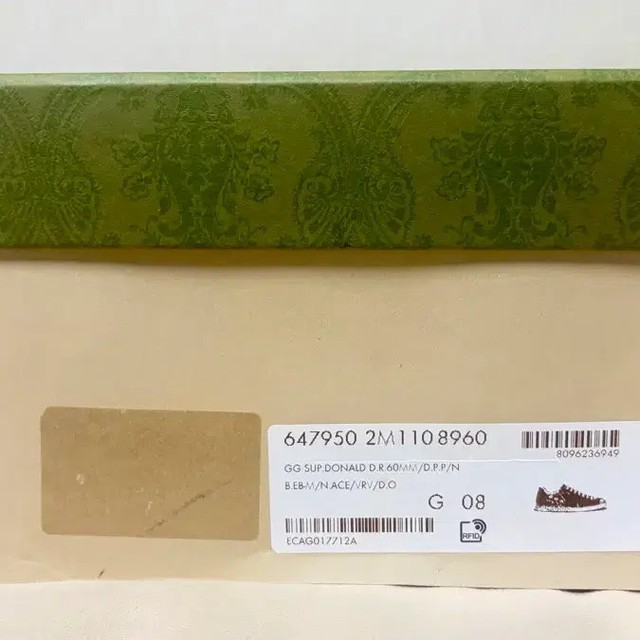 647950 2M110 8960
8096236949
GG SUP.DONALD D.R.60MM/D.P.P/N
B.EB-M/N.ACE/VRV/D.O
G 08
ECAG017712A
RFID